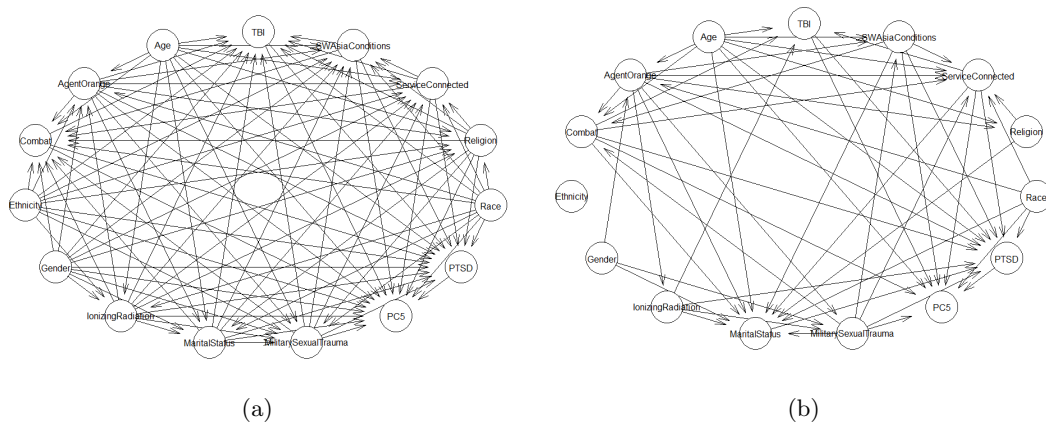 TBI
Age
SWAsiaConditions
AgentOrange
ServiceConnected
Combat
Religion
Ethnicity
Race
Gender
PTSD
IonizingRadiation
PC5
MaritalStatus
MilitarySexualTrauma
(a)
TBI
Age
SWAsiaConditions
AgentOrange
ServiceConnected
Combat
Religion
Ethnicity
Race
Gender
PTSD
IonizingRadiation
PC5
MaritalStatus
MilitarySexualTrauma
(b)